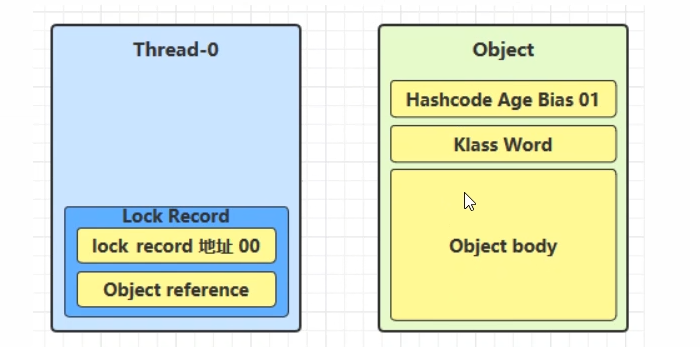 Thread-0
Lock Record
lock record 地址 00
Object reference
Object
Hashcode Age Bias 01
Klass Word
Object body